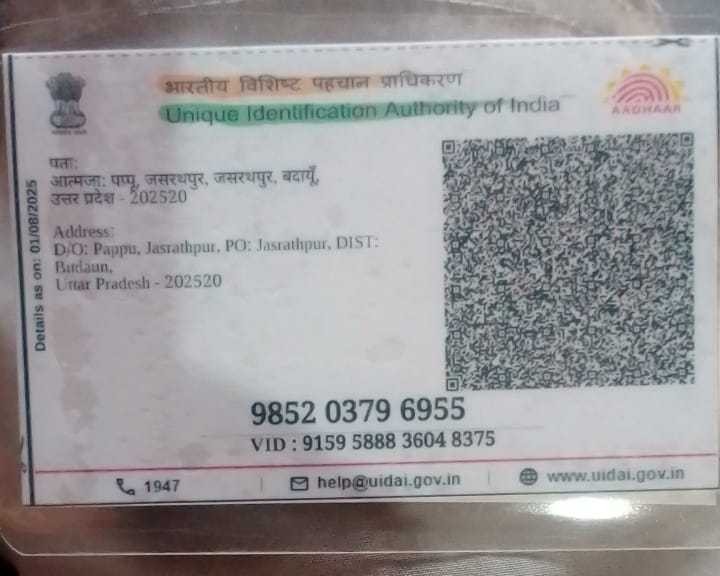 भारतीय विशिष्ट पहचान प्राधिकरण
Unique Identification Authority of India
AADHAAR
पता:
आत्मजा: पप्पू, जसरथपुर, जसरथपुर, बदायूँ,
उत्तर प्रदेश - 202520
Address:
D/O: Pappu, Jasrathpur, PO: Jasrathpur, DIST:
Budaun,
Uttar Pradesh - 202520
Details as on: 01/08/2025
9852 0379 6955
VID : 9159 5888 3604 8375
1947
help@uidai.gov.in
www.uidai.gov.in